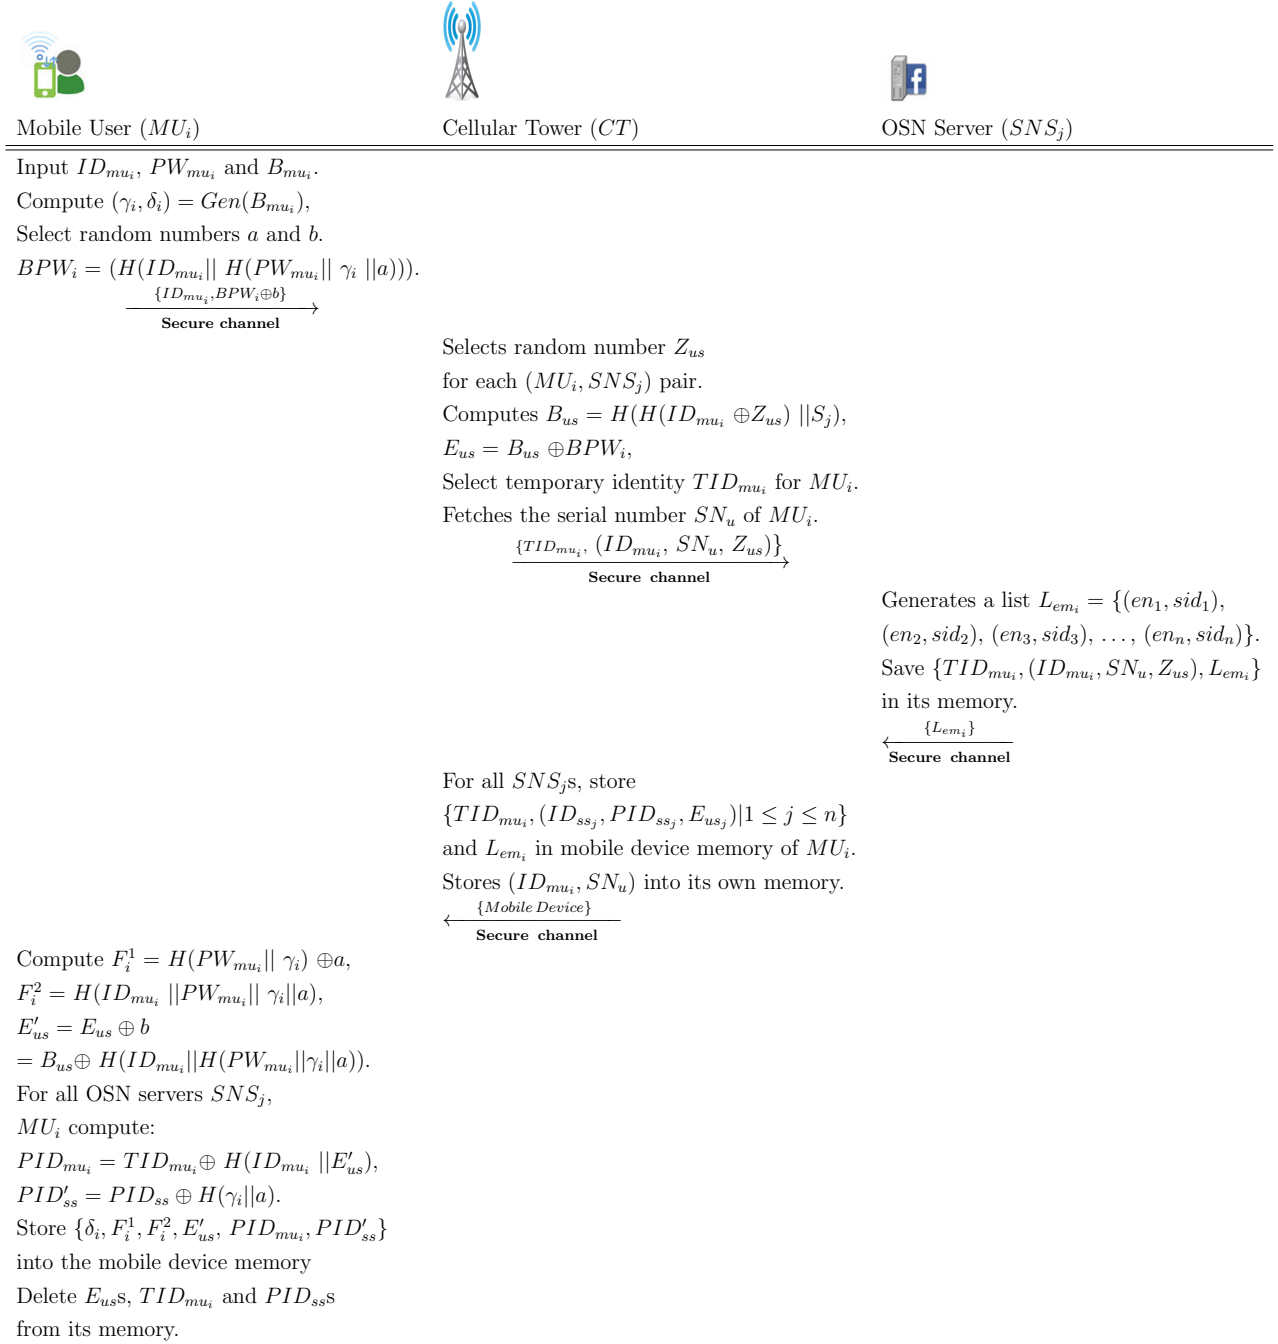 Mobile User (MU_i)
Cellular Tower (CT)
OSN Server (SNS_j)
Input ID_{mu_i}, PW_{mu_i} and B_{mu_i}.
Compute (γ_i, δ_i) = Gen(B_{mu_i}),
Select random numbers a and b.
BPW_i = (H(ID_{mu_i}|| H(PW_{mu_i}|| γ_i ||a))).
{ID_{mu_i},BPW_i⊕b}
Secure channel
Selects random number Z_{us}
for each (MU_i, SNS_j) pair.
Computes B_{us} = H(H(ID_{mu_i} ⊕Z_{us}) ||S_j),
E_{us} = B_{us} ⊕BPW_i,
Select temporary identity TID_{mu_i} for MU_i.
Fetches the serial number SN_u of MU_i.
{TID_{mu_i}, (ID_{mu_i}, SN_u, Z_{us})}
Secure channel
Generates a list L_{em_i} = {(en_1, sid_1),
(en_2, sid_2), (en_3, sid_3), ..., (en_n, sid_n)}.
Save {TID_{mu_i}, (ID_{mu_i}, SN_u, Z_{us}), L_{em_i}}
in its memory.
{L_{em_i}}
Secure channel
For all SNS_js, store
{TID_{mu_i}, (ID_{ss_j}, PID_{ss_j}, E_{us_j})|1 ≤ j ≤ n}
and L_{em_i} in mobile device memory of MU_i.
Stores (ID_{mu_i}, SN_u) into its own memory.
{Mobile Device}
Secure channel
Compute F_i^1 = H(PW_{mu_i}|| γ_i) ⊕a,
F_i^2 = H(ID_{mu_i} ||PW_{mu_i}|| γ_i||a),
E'_{us} = E_{us} ⊕ b
= B_{us}⊕ H(ID_{mu_i}||H(PW_{mu_i}||γ_i||a)).
For all OSN servers SNS_j,
MU_i compute:
PID_{mu_i} = TID_{mu_i}⊕ H(ID_{mu_i} ||E'_{us}),
PID'_{ss} = PID_{ss} ⊕ H(γ_i||a).
Store {δ_i, F_i^1, F_i^2, E'_{us}, PID_{mu_i}, PID'_{ss}}
into the mobile device memory
Delete E_{us}s, TID_{mu_i} and PID_{ss}s
from its memory.